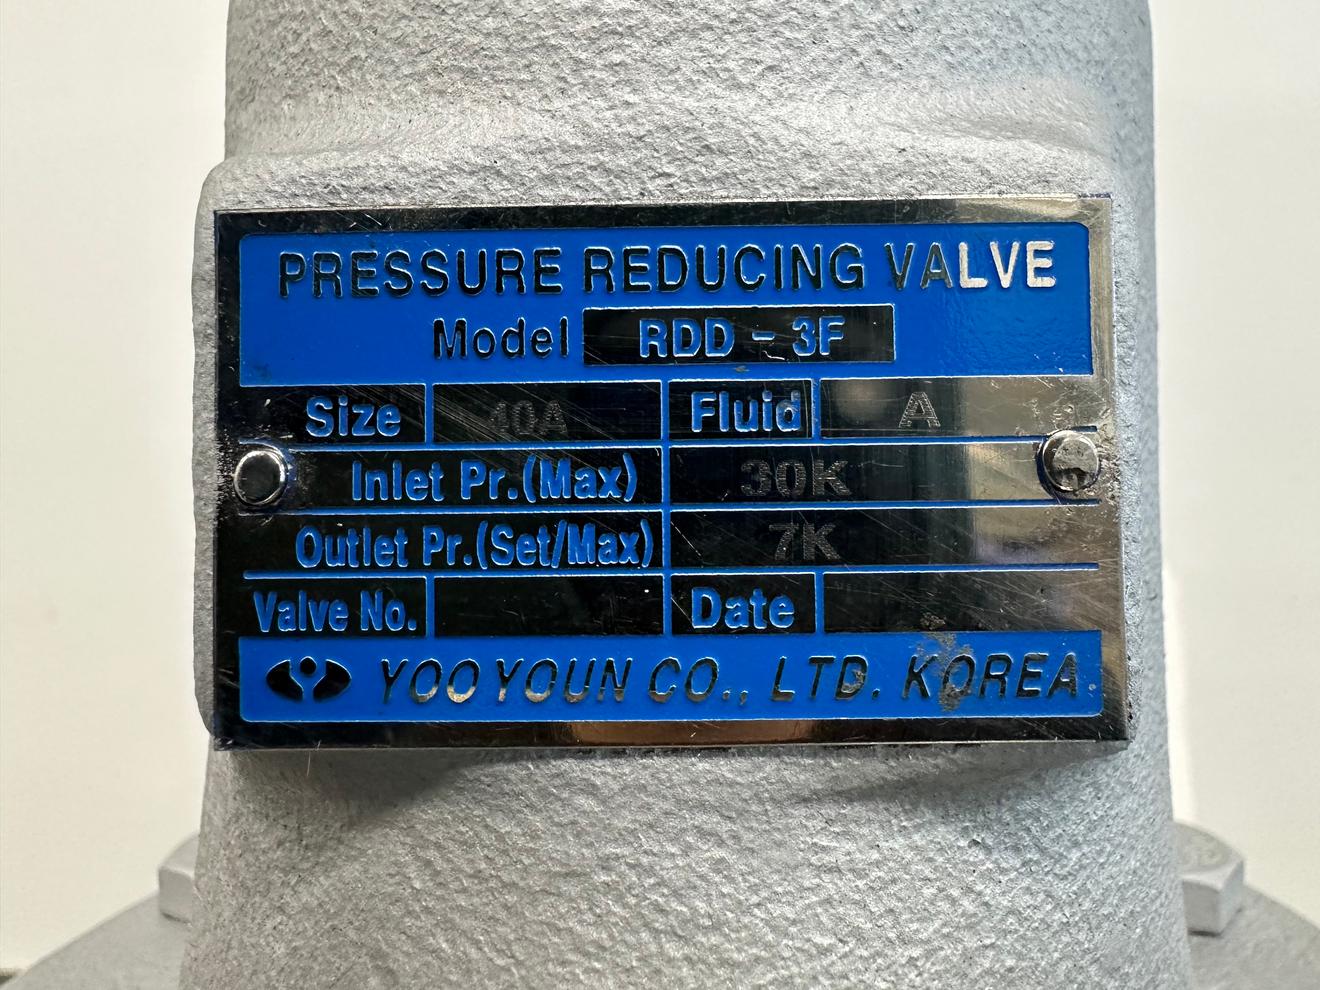 PRESSURE REDUCING VALVE
Model RDD - 3F
Size 40A Fluid A
Inlet Pr.(Max) 30K
Outlet Pr.(Set/Max) 7K
Valve No. Date
YOO YOUN CO., LTD. KOREA